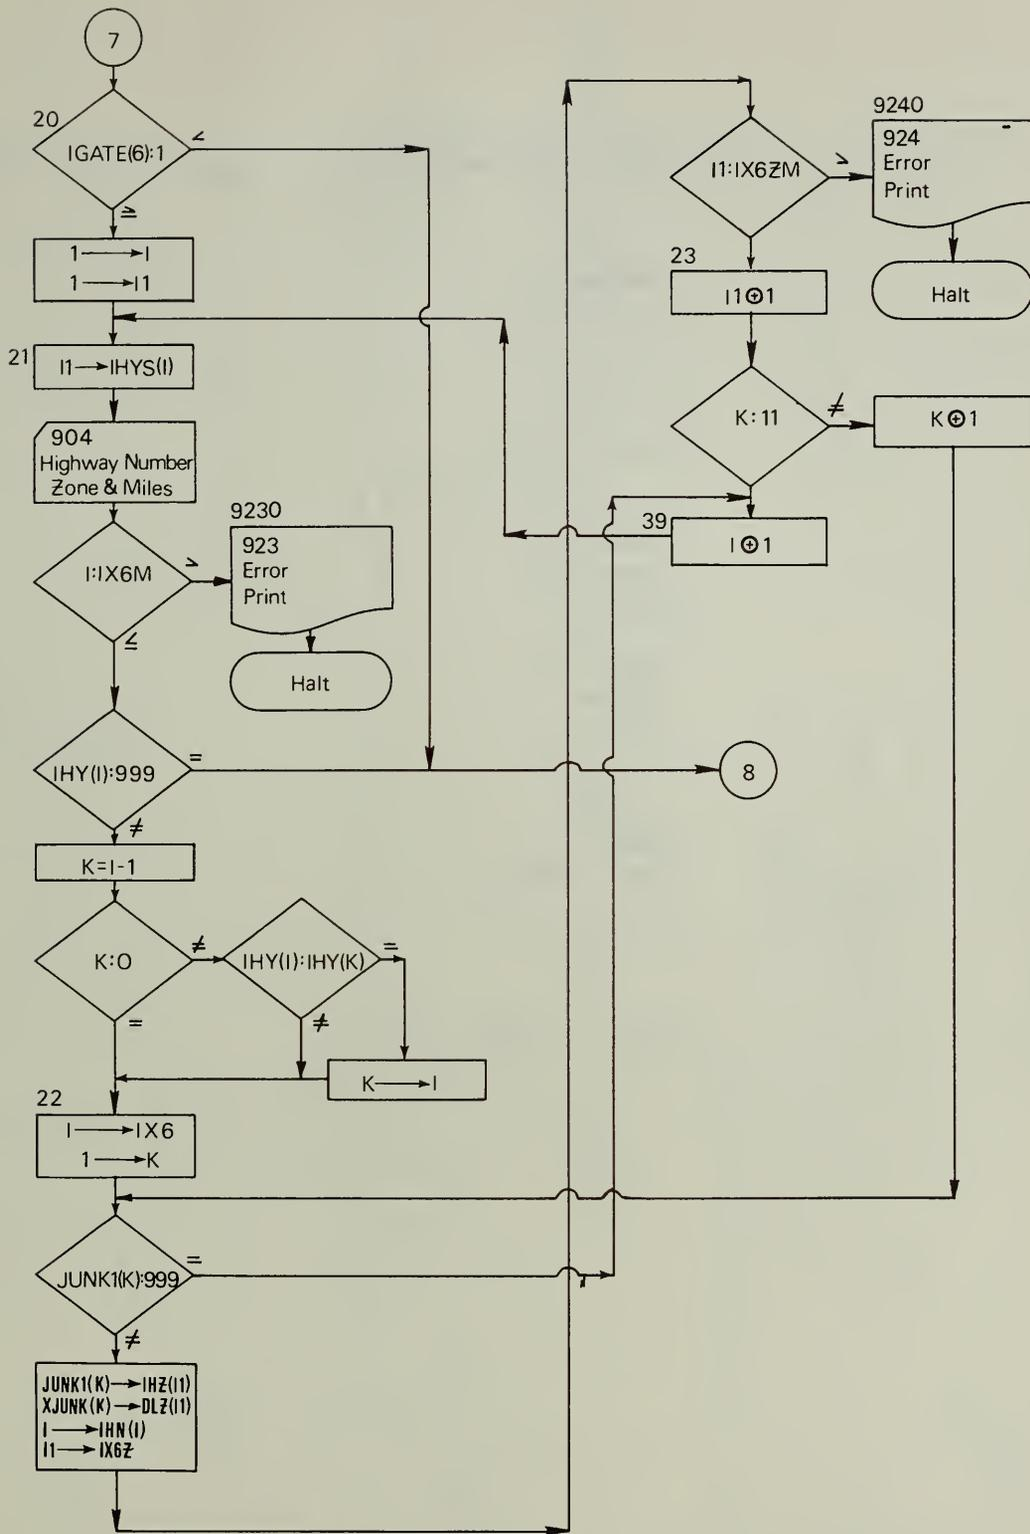 7
20
IGATE(6):1
<
≥
1⟶I
1⟶I1
21
I1→IHYS(I)
904
Highway Number
Zone & Miles
I:IX6M
>
≤
9230
923
Error
Print
Halt
IHY(I):999
=
≠
8
K=I-1
K:O
≠
=
IHY(I):IHY(K)
=
≠
K⟶I
22
I⟶IX6
1⟶K
JUNK1(K):999
=
≠
JUNK1(K)→IHZ(I1)
XJUNK(K)→DLZ(I1)
I⟶IHN(I)
I1⟶IX6Z
I1:IX6ZM
>
9240
924
Error
Print
Halt
23
I1⊕1
K:11
≠
K⊕1
39
I⊕1